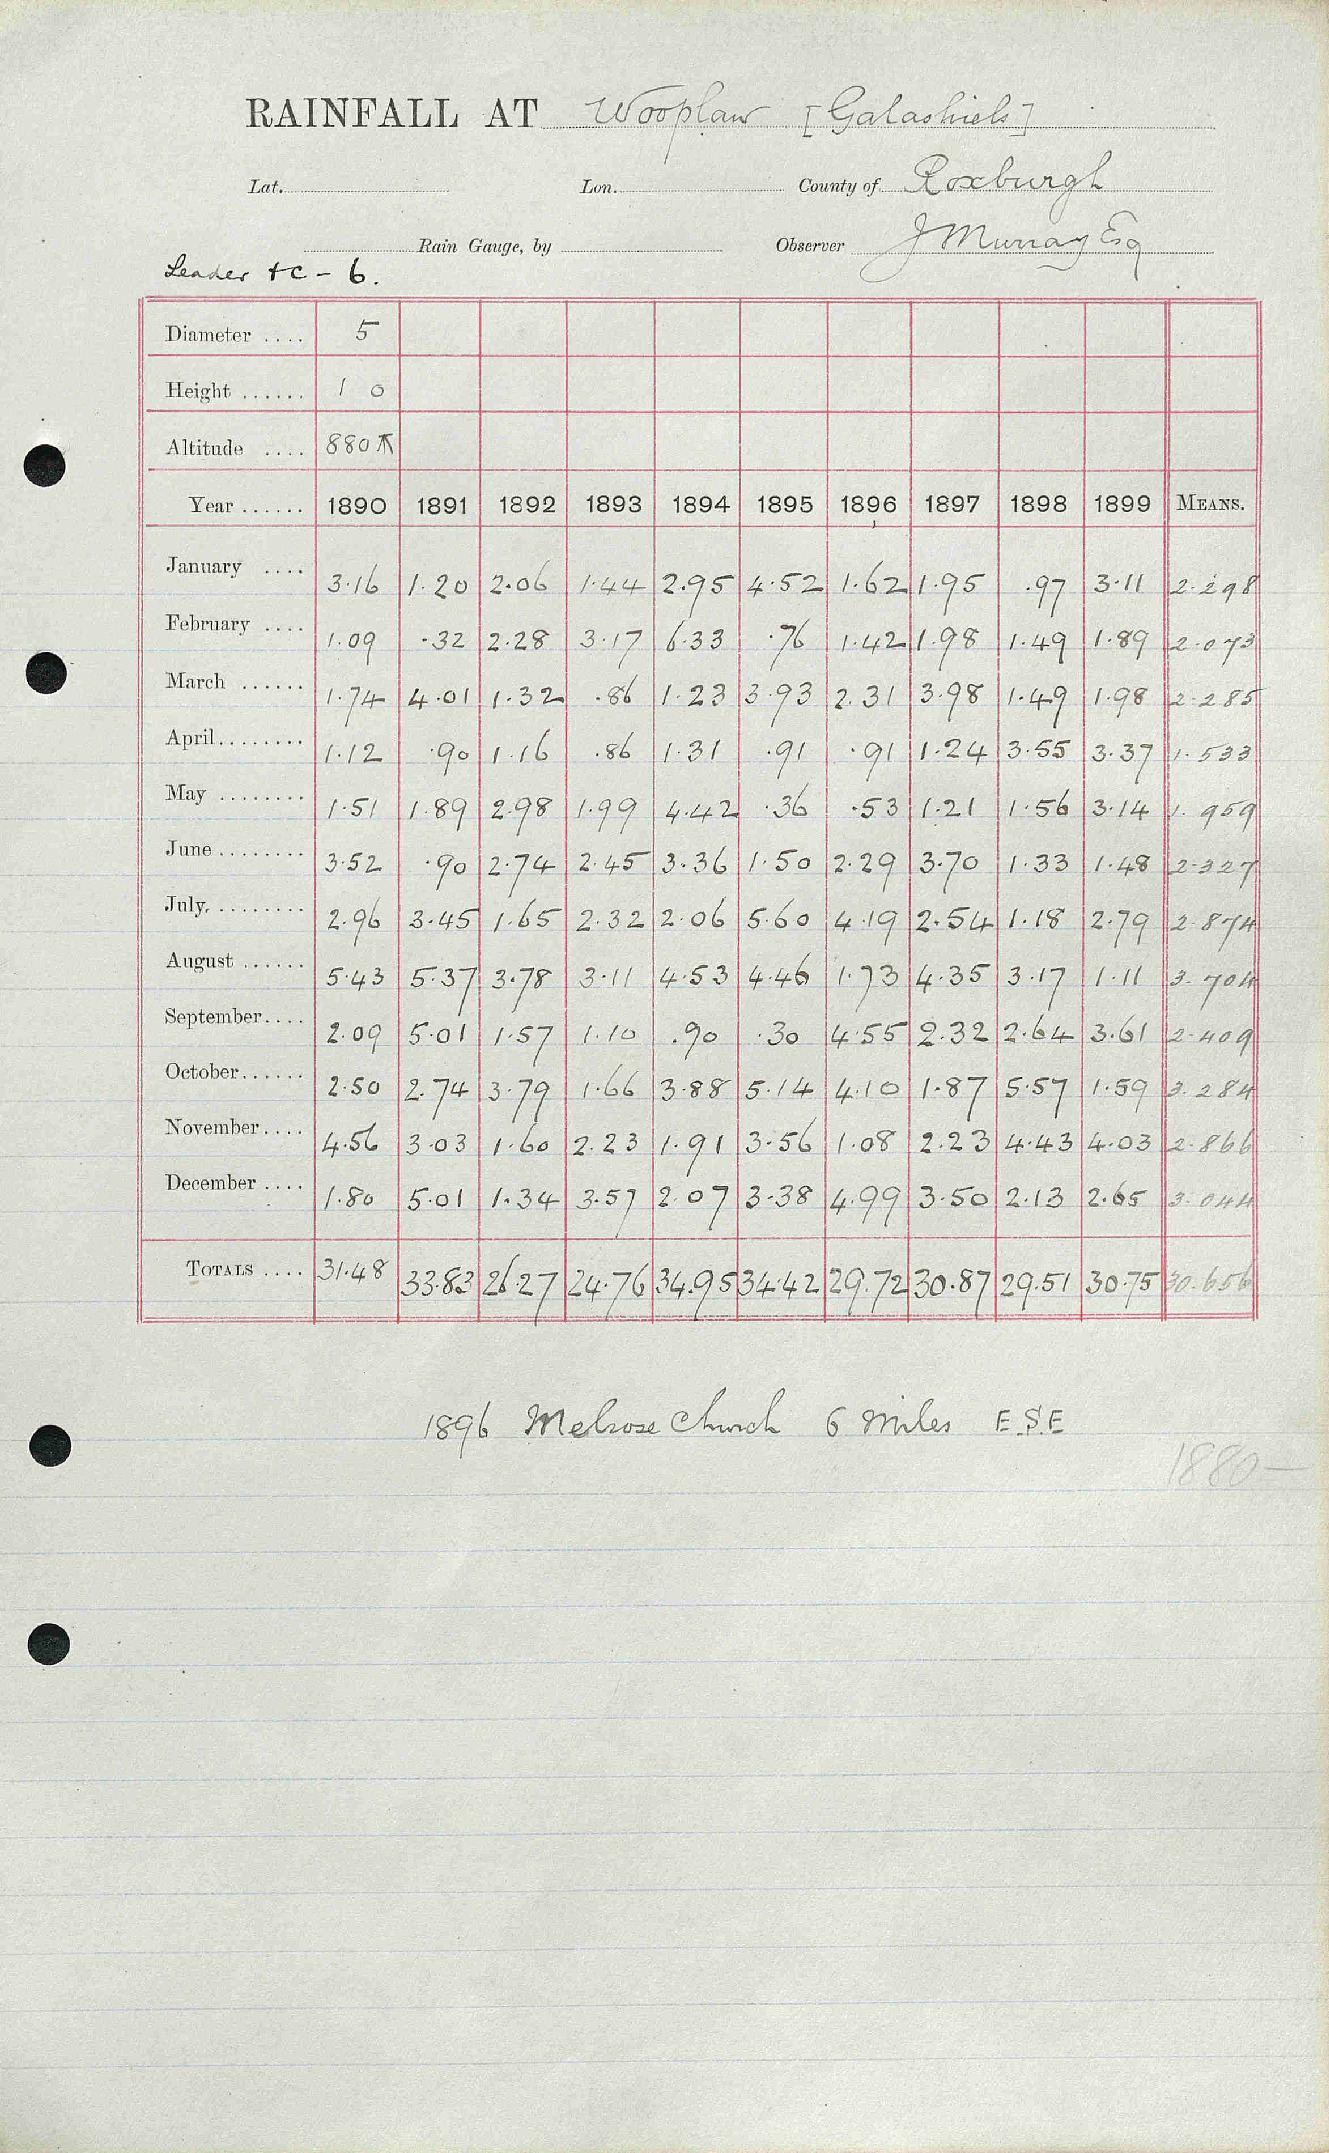 RAINFALL AT Wooplaw [Galashiels]
Lat. Lon. County of Roxburgh
Rain Gauge, by Observer J Murray Esq
Leader &c - 6.
Diameter .... 5
Height ...... 1 0
Altitude .... 880
Year ...... 1890 1891 1892 1893 1894 1895 1896 1897 1898 1899 MEANS.
January .... 3.16 1.20 2.06 1.44 2.95 4.52 1.62 1.95 .97 3.11 2.298
February .... 1.09 .32 2.28 3.17 6.33 .76 1.42 1.98 1.49 1.89 2.073
March ...... 1.74 4.01 1.32 .86 1.23 3.93 2.31 3.98 1.49 1.98 2.285
April........ 1.12 .90 1.16 .86 1.31 .91 .91 1.24 3.55 3.37 1.533
May ........ 1.51 1.89 2.98 1.99 4.42 .36 .53 1.21 1.56 3.14 1.959
June ........ 3.52 .90 2.74 2.45 3.36 1.50 2.29 3.70 1.33 1.48 2.327
July. ........ 2.96 3.45 1.65 2.32 2.06 5.60 4.19 2.54 1.18 2.79 2.874
August ...... 5.43 5.37 3.78 3.11 4.53 4.46 1.73 4.35 3.17 1.11 3.704
September.... 2.09 5.01 1.57 1.10 .90 .30 4.55 2.32 2.64 3.61 2.409
October...... 2.50 2.74 3.79 1.66 3.88 5.14 4.10 1.87 5.57 1.59 3.284
November.... 4.56 3.03 1.60 2.23 1.91 3.56 1.08 2.23 4.43 4.03 2.866
December .... 1.80 5.01 1.34 3.57 2.07 3.38 4.99 3.50 2.13 2.65 3.044
TOTALS .... 31.48 33.83 26.27 24.76 34.95 34.42 29.72 30.87 29.51 30.75 30.656
1896 Melrose Church 6 miles E.S.E
1880—